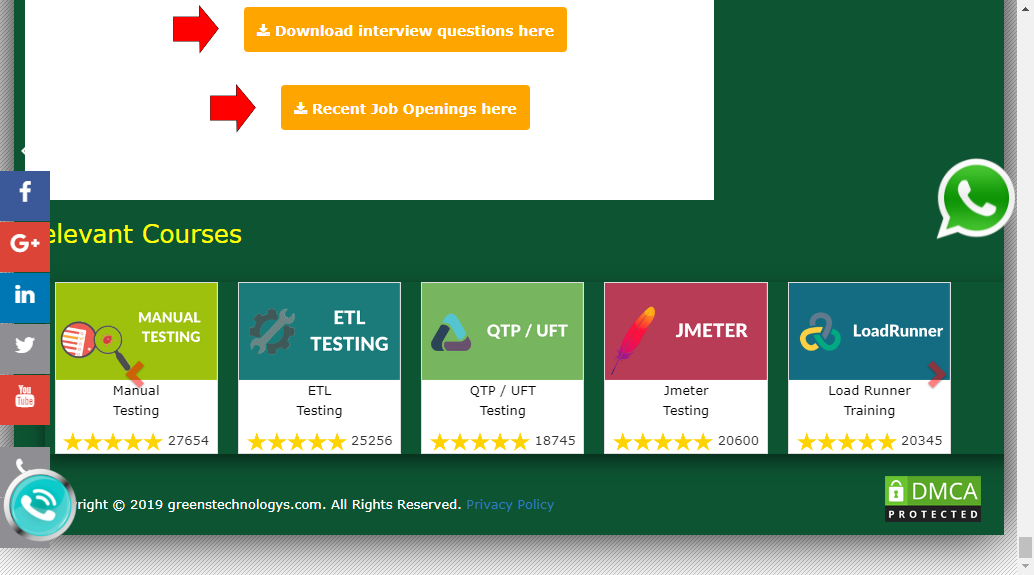 Download interview questions here
Recent Job Openings here
f
G+
in
You
Tube
elevant Courses
MANUAL
TESTING
Manual
Testing
27654
ETL
TESTING
ETL
Testing
25256
QTP / UFT
QTP / UFT
Testing
18745
JMETER
Jmeter
Testing
20600
LoadRunner
Load Runner
Training
20345
right © 2019 greenstechnologys.com. All Rights Reserved. Privacy Policy
DMCA
PROTECTED